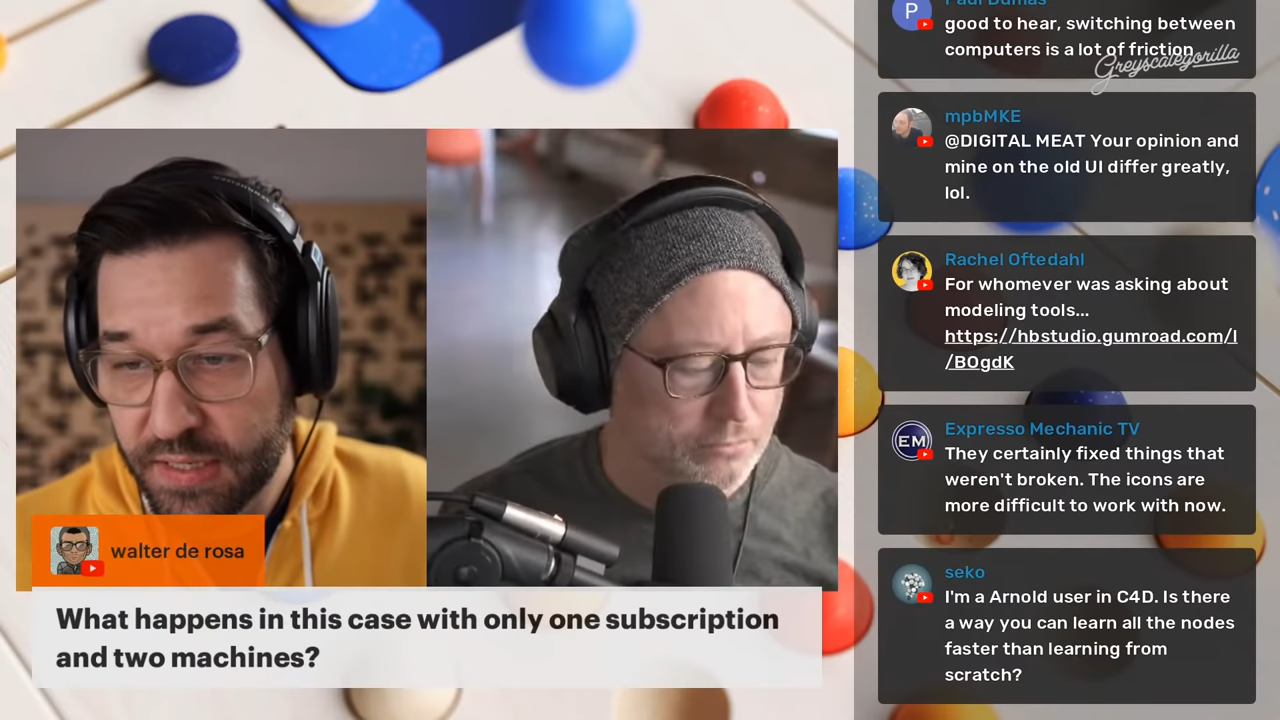 walter de rosa
What happens in this case with only one subscription
and two machines?
Paul Dumas
P
good to hear, switching between
computers is a lot of friction
Greyscalegorilla
mpbMKE
@DIGITAL MEAT Your opinion and
mine on the old UI differ greatly,
lol.
Rachel Oftedahl
For whomever was asking about
modeling tools...
https://hbstudio.gumroad.com/l
/BOgdK
EM
Expresso Mechanic TV
They certainly fixed things that
weren't broken. The icons are
more difficult to work with now.
seko
I'm a Arnold user in C4D. Is there
a way you can learn all the nodes
faster than learning from
scratch?